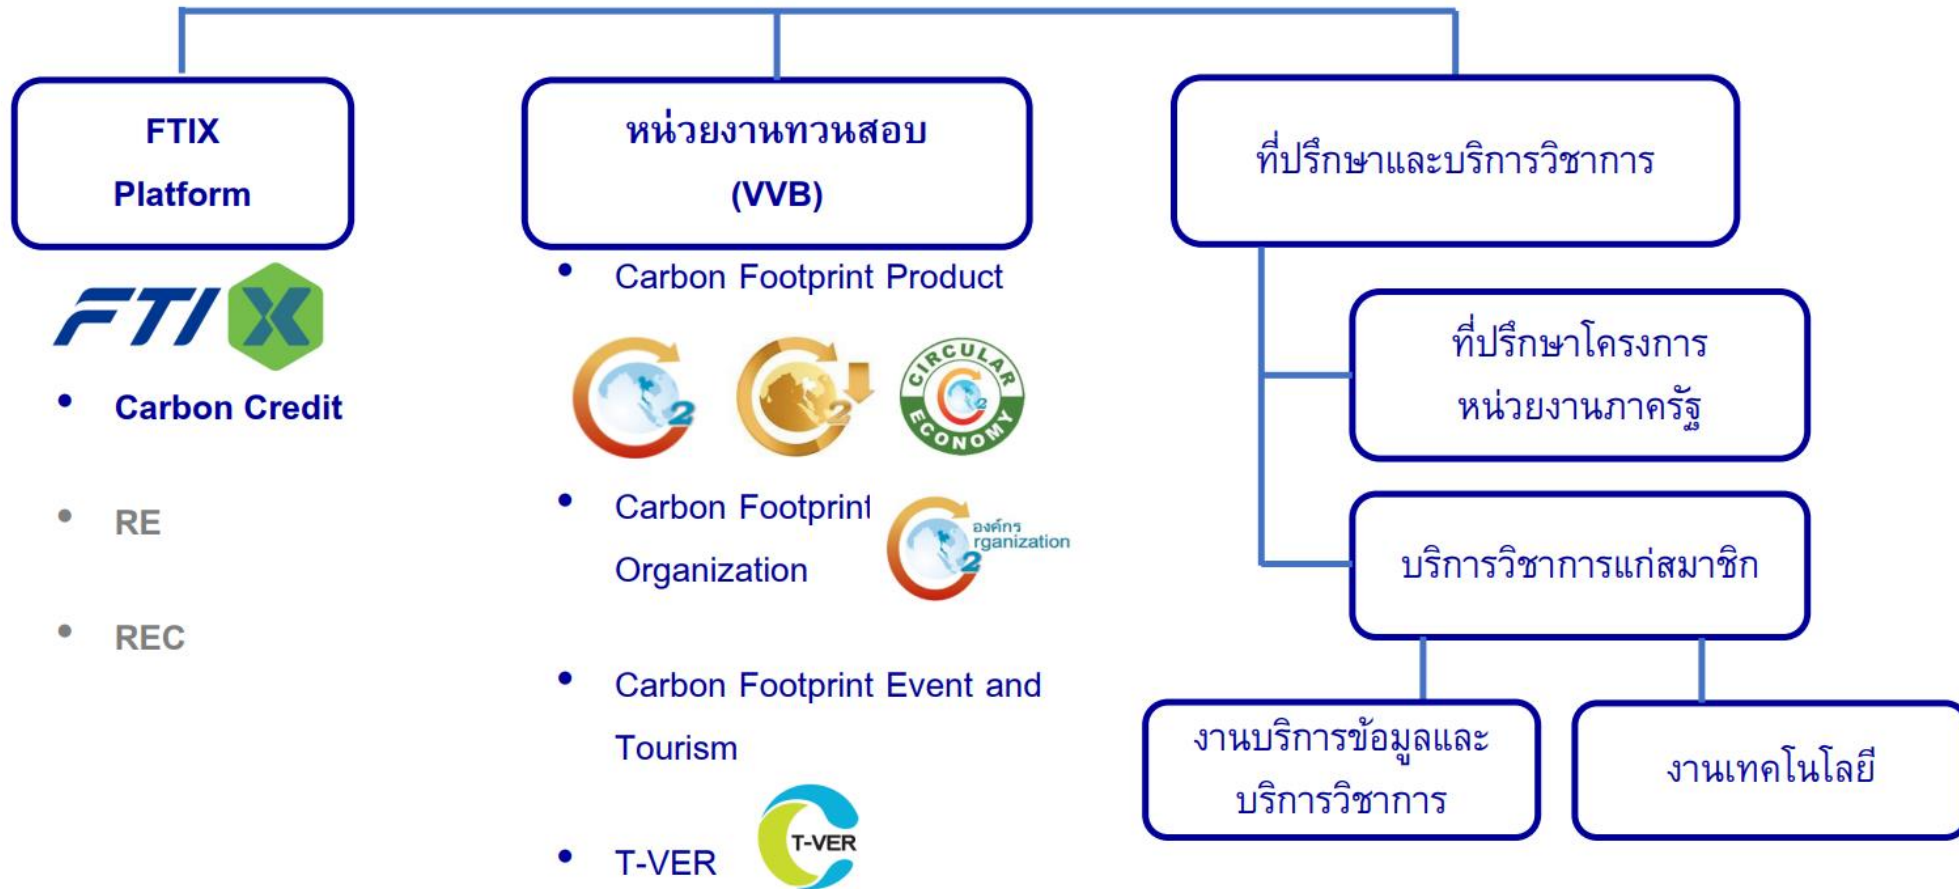 FTIX
Platform
FTIX
• Carbon Credit
• RE
• REC
หน่วยงานทวนสอบ
(VVB)
• Carbon Footprint Product
2
2
CIRCULAR
2
ECONOMY
• Carbon Footprint
Organization
องค์กร
rganization
2
• Carbon Footprint Event and
Tourism
• T-VER
T-VER
ที่ปรึกษาและบริการวิชาการ
ที่ปรึกษาโครงการ
หน่วยงานภาครัฐ
บริการวิชาการแก่สมาชิก
งานบริการข้อมูลและ
บริการวิชาการ
งานเทคโนโลยี